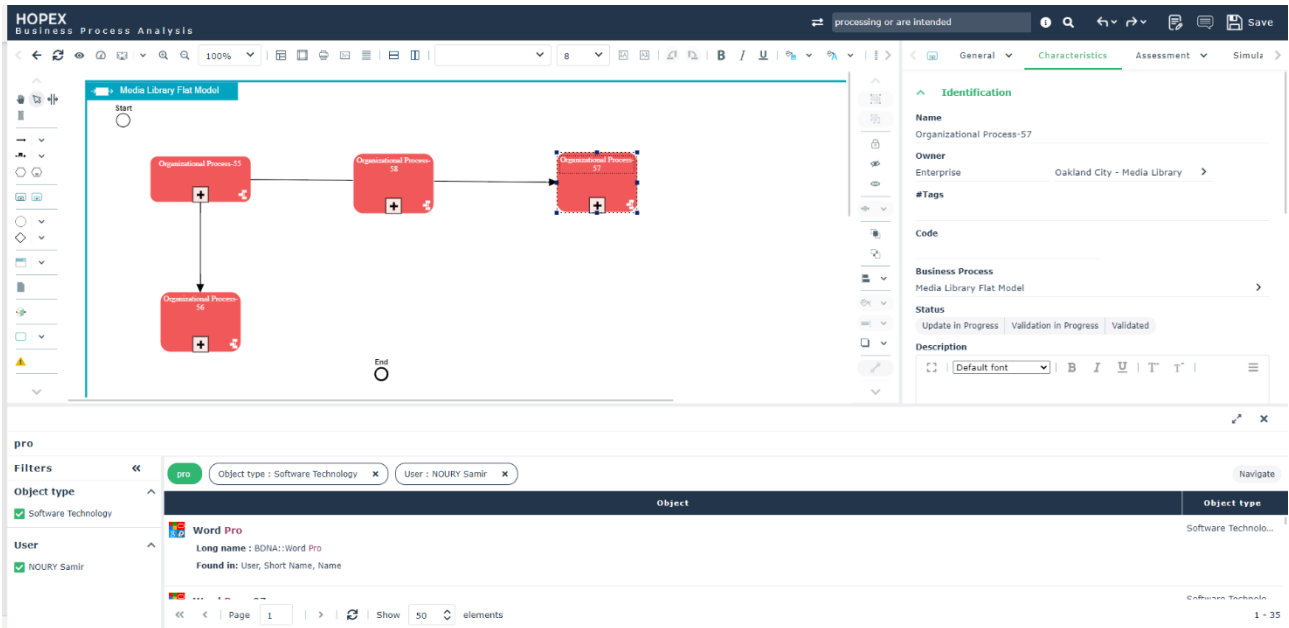 HOPEX
Business Process Analysis
processing or are intended
Save
100%
8
B I U
General
Characteristics
Assessment
Simula
Media Library Flat Model
Start
Organizational Process-55
Organizational Process-
58
Organizational Process-
57
Organizational Process-
56
End
Identification
Name
Organizational Process-57
Owner
Enterprise
Oakland City - Media Library
#Tags
Code
Business Process
Media Library Flat Model
Status
Update in Progress Validation in Progress Validated
Description
Default font
B I U T T
pro
Filters
Object type
Software Technology
User
NOURY Samir
pro
Object type : Software Technology
User : NOURY Samir
Navigate
Object
Object type
Word Pro
Software Technolo...
Long name : BDNA::Word Pro
Found in: User, Short Name, Name
Page 1
Show 50 elements
1 - 35